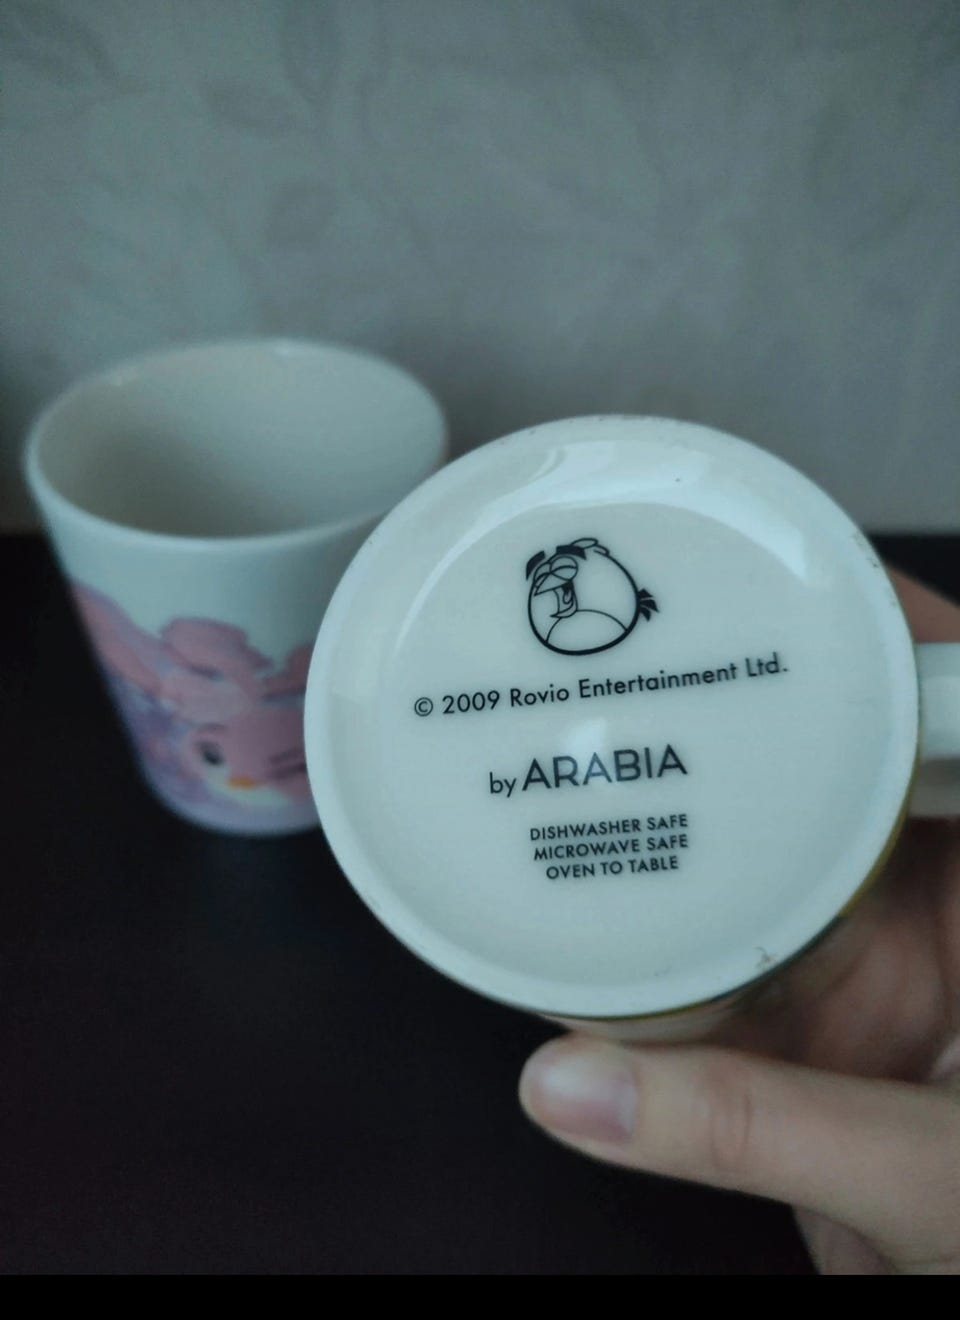 © 2009 Rovio Entertainment Ltd.
by ARABIA
DISHWASHER SAFE
MICROWAVE SAFE
OVEN TO TABLE